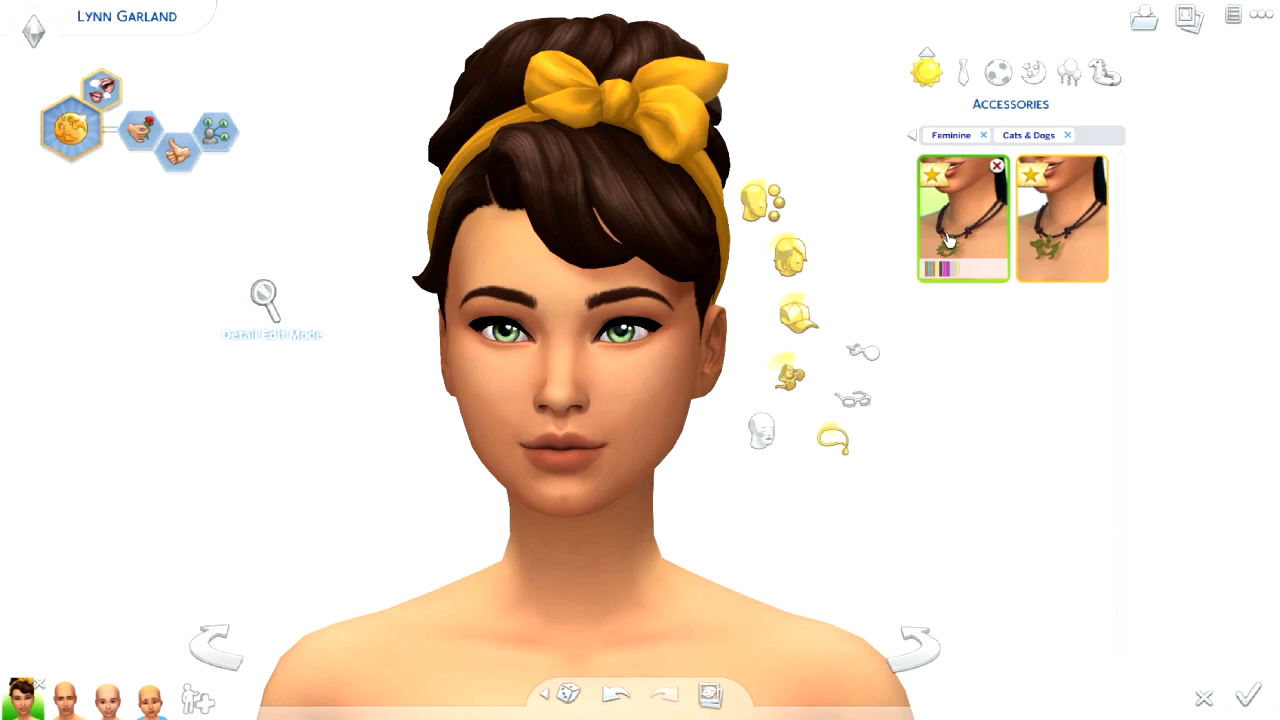 Lynn Garland
Accessories
Feminine
Cats & Dogs
Detail Edit Mode